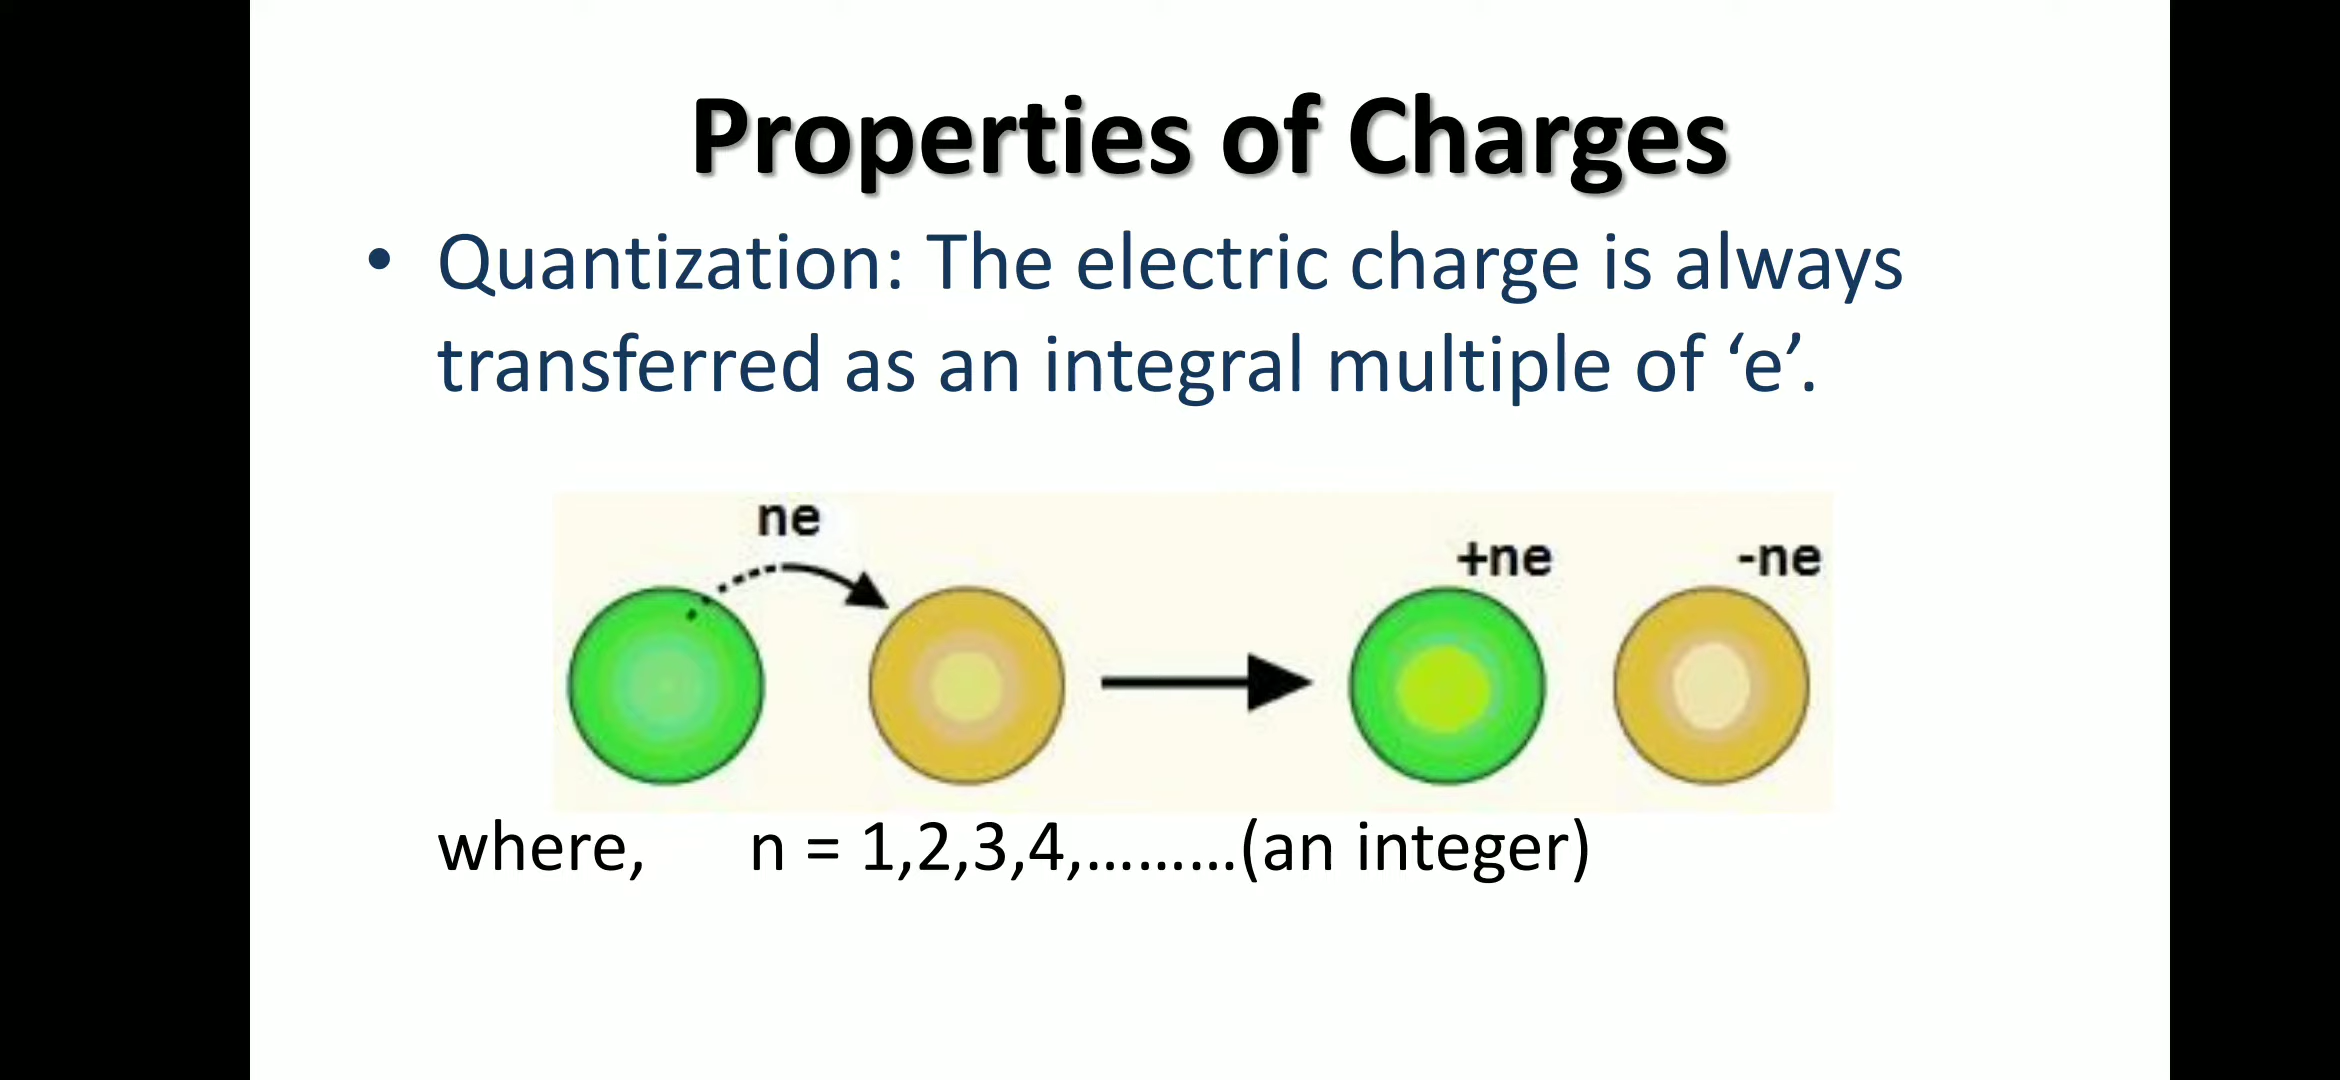 Properties of Charges
• Quantization: The electric charge is always
transferred as an integral multiple of ‘e’.
ne
+ne
-ne
where, n = 1,2,3,4,………(an integer)